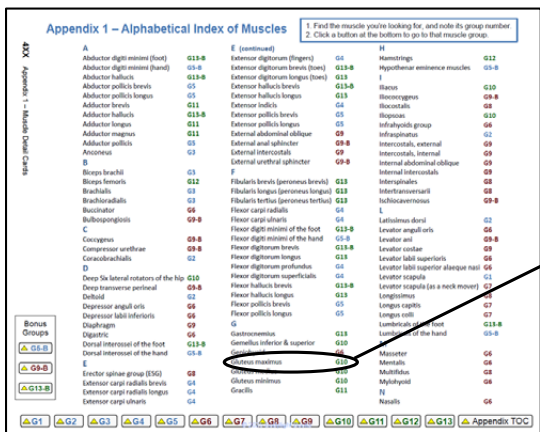 Appendix 1 – Alphabetical Index of Muscles
1. Find the muscle you're looking for, and note its group number.
2. Click a button at the bottom to go to that muscle group.
4XX Appendix 1 – Muscle Detail Cards
A
Abductor digiti minimi (foot) G13-B
Abductor digiti minimi (hand) G5-B
Abductor hallucis G13-B
Abductor pollicis brevis G5
Abductor pollicis longus G5
Adductor brevis G11
Adductor hallucis G13-B
Adductor longus G11
Adductor magnus G11
Adductor pollicis G5
Anconeus G3
B
Biceps brachii G3
Biceps femoris G12
Brachialis G3
Brachioradialis G3
Buccinator G6
Bulbospongiosis G9-B
C
Coccygeus G9-B
Compressor urethrae G9-B
Coracobrachialis G2
D
Deep Six lateral rotators of the hip G10
Deep transverse perineal G9-B
Deltoid G2
Depressor anguli oris G6
Depressor labii inferioris G6
Diaphragm G9
Digastric G6
Dorsal interossei of the foot G13-B
Dorsal interossei of the hand G5-B
E
Erector spinae group (ESG) G8
Extensor carpi radialis brevis G4
Extensor carpi radialis longus G4
Extensor carpi ulnaris G4
E (continued)
Extensor digitorum (fingers) G4
Extensor digitorum brevis (toes) G13-B
Extensor digitorum longus (toes) G13
Extensor hallucis brevis G13-B
Extensor hallucis longus G13
Extensor indicis G4
Extensor pollicis brevis G5
Extensor pollicis longus G5
External abdominal oblique G9
External anal sphincter G9-B
External intercostals G9
External urethral sphincter G9-B
F
Fibularis brevis (peroneus brevis) G13
Fibularis longus (peroneus longus) G13
Fibularis tertius (peroneus tertius) G13
Flexor carpi radialis G4
Flexor carpi ulnaris G4
Flexor digiti minimi of the foot G13-B
Flexor digiti minimi of the hand G5-B
Flexor digitorum brevis G13-B
Flexor digitorum longus G13
Flexor digitorum profundus G4
Flexor digitorum superficialis G4
Flexor hallucis brevis G13-B
Flexor hallucis longus G13
Flexor pollicis brevis G5
Flexor pollicis longus G5
G
Gastrocnemius G13
Gemellus inferior & superior G10
Geniohyoid G6
Gluteus maximus G10
Gluteus G10
Gluteus minimus G10
Gracilis G11
H
Hamstrings G12
Hypothenar eminence muscles G5-B
I
Iliacus G10
Iliococcygeus G9-B
Iliocostalis G8
Iliopsoas G10
Infrahyoids group G6
Infraspinatus G2
Intercostals, external G9
Intercostals, internal G9
Internal abdominal oblique G9
Internal intercostals G9
Interspinales G8
Intertransversarii G8
Ischiocavernosus G9-B
L
Latissimus dorsi G2
Levator anguli oris G6
Levator ani G9-B
Levator costae G9
Levator labii superioris G6
Levator labii superior alaeque nasi G6
Levator scapula G1
Levator scapula (as a neck mover) G7
Longissimus G8
Longus capitis G7
Longus colli G7
Lumbricals of the foot G13-B
Lumbricals of the hand G5-B
Masseter G6
Mentalis G6
Multifidus G8
Mylohyoid G6
N
Nasalis G6
Bonus
Groups
G5-B
G9-B
G13-B
G1 G2 G3 G4 G5 G6 G7 G8 G9 G10 G11 G12 G13 Appendix TOC